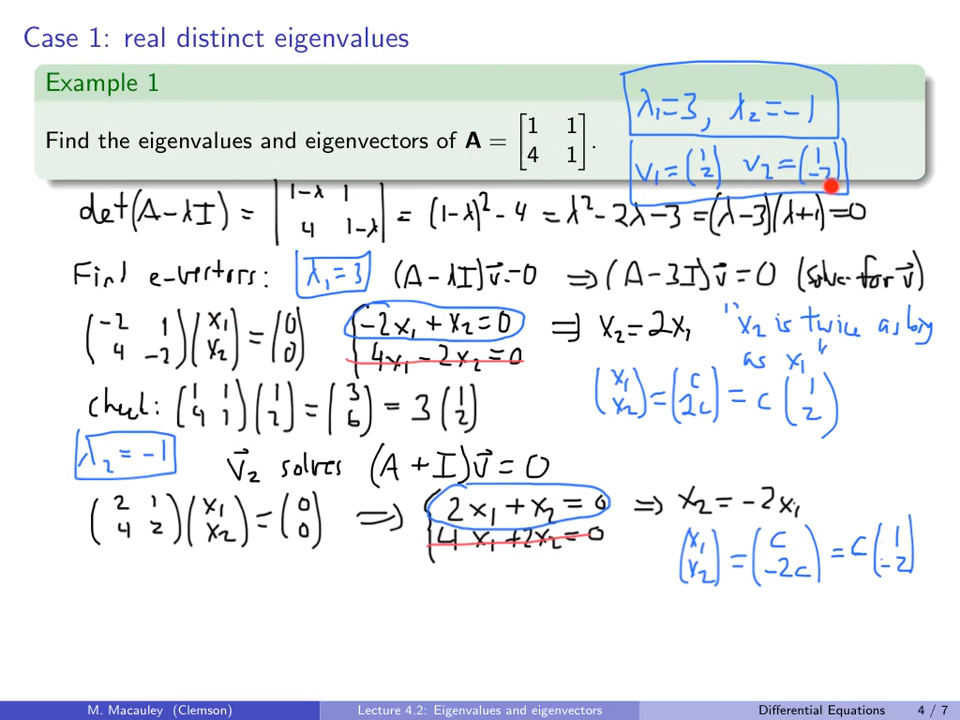 Case 1: real distinct eigenvalues
Example 1
Find the eigenvalues and eigenvectors of A = [1 1; 4 1].
λ₁=3, λ₂=-1
v₁=(1 2) v₂=(1 -2)
det(A-λI) = |1-λ 1; 4 1-λ| = (1-λ)²-4 = λ²-2λ-3 = (λ-3)(λ+1)=0
Find e-vectors: λ₁=3 (A-λI)v⃗=0 ⇒ (A-3I)v⃗=0 (solve for v⃗)
(-2 1; 4 -2)(x₁; x₂)=(0; 0) {-2x₁+x₂=0 ⇒ x₂=2x₁ "x₂ is twice as big
4x₁-2x₂=0 as x₁"
check: (1 1; 4 1)(1; 2)=(3; 6)=3(1; 2) (x₁; x₂)=(c; 2c)=c(1; 2)
λ₂=-1 v⃗₂ solves (A+I)v⃗=0
(2 1; 4 2)(x₁; x₂)=(0; 0) ⇒ {2x₁+x₂=0 ⇒ x₂=-2x₁
4x₁+2x₂=0
(x₁; x₂)=(c; -2c)=c(1; -2)
M. Macauley (Clemson) Lecture 4.2: Eigenvalues and eigenvectors Differential Equations 4 / 7